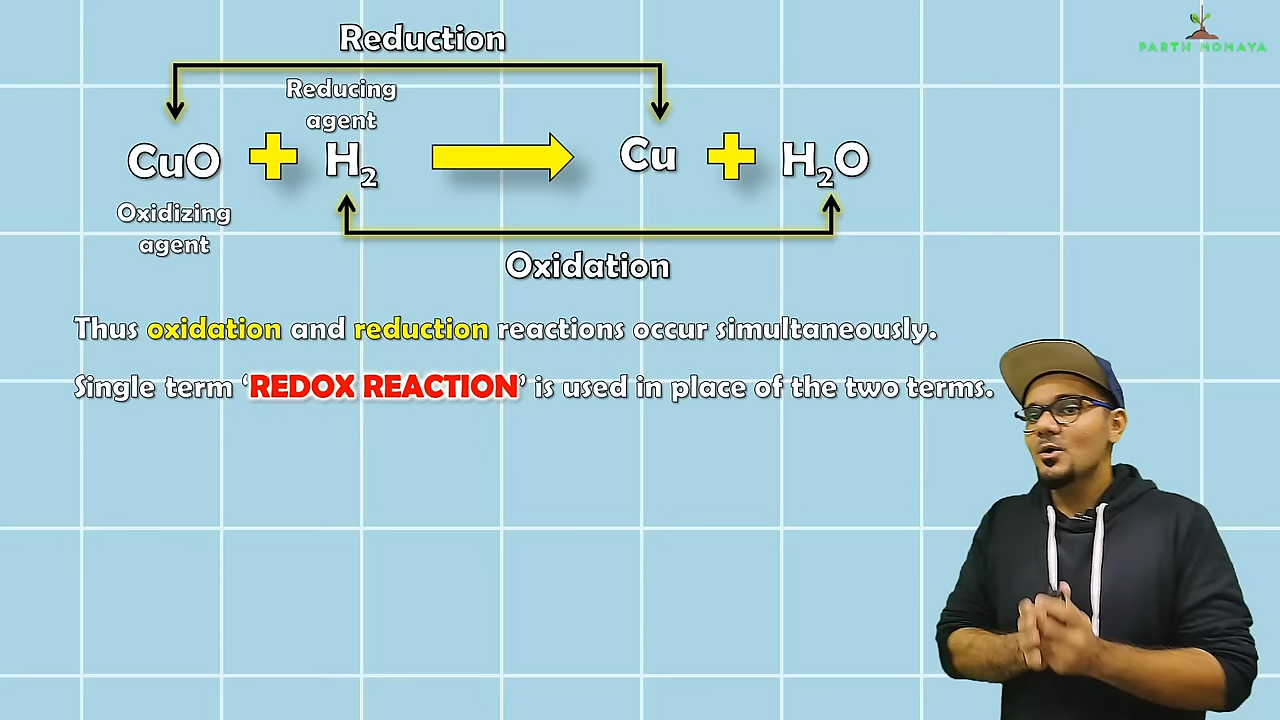 PARTH MOMAYA
Reduction
Reducing
agent
CuO + H₂ → Cu + H₂O
Oxidizing
agent
Oxidation
Thus oxidation and reduction reactions occur simultaneously.
Single term ‘REDOX REACTION’ is used in place of the two terms.